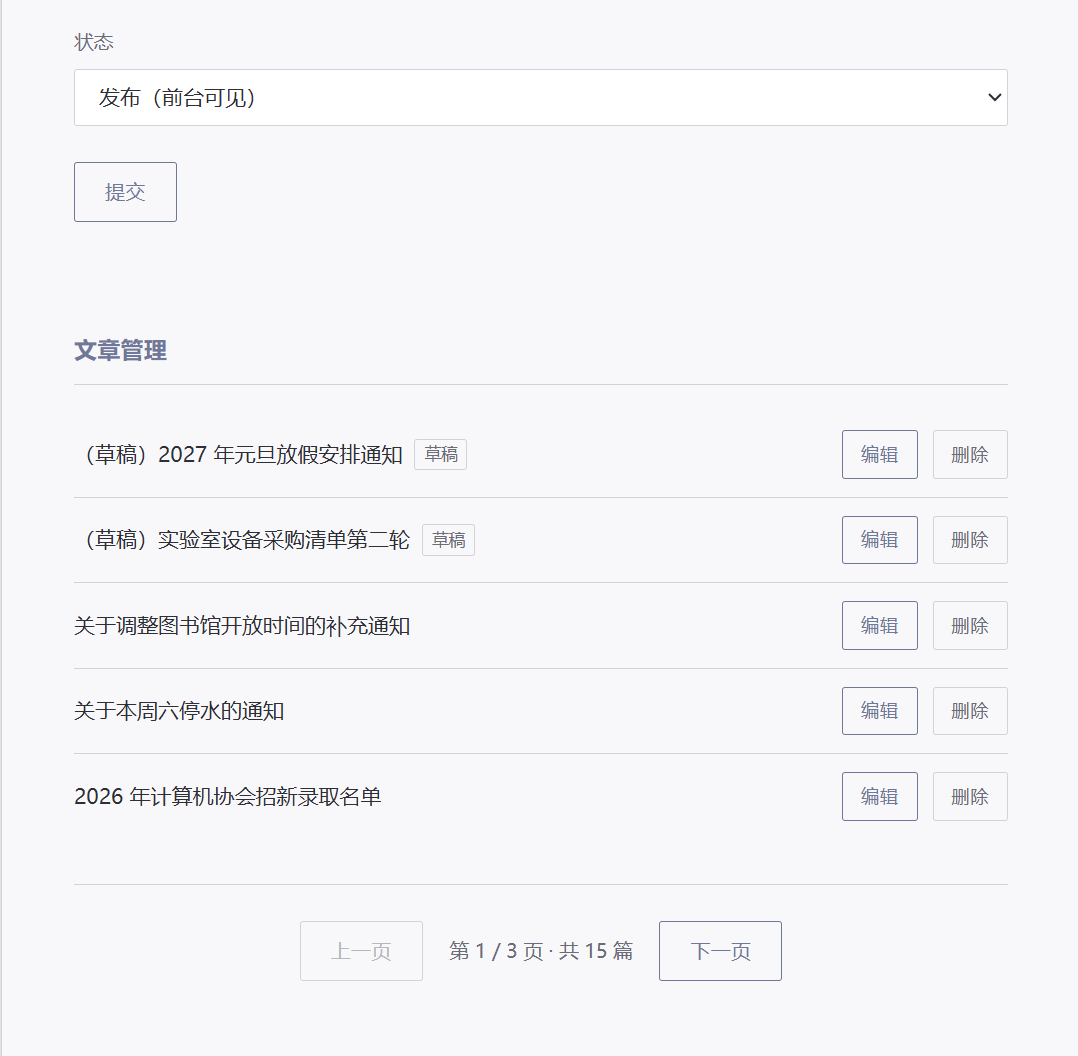 状态
发布（前台可见）
提交
文章管理
（草稿）2027 年元旦放假安排通知 草稿 编辑 删除
（草稿）实验室设备采购清单第二轮 草稿 编辑 删除
关于调整图书馆开放时间的补充通知 编辑 删除
关于本周六停水的通知 编辑 删除
2026 年计算机协会招新录取名单 编辑 删除
上一页 第 1 / 3 页 · 共 15 篇 下一页